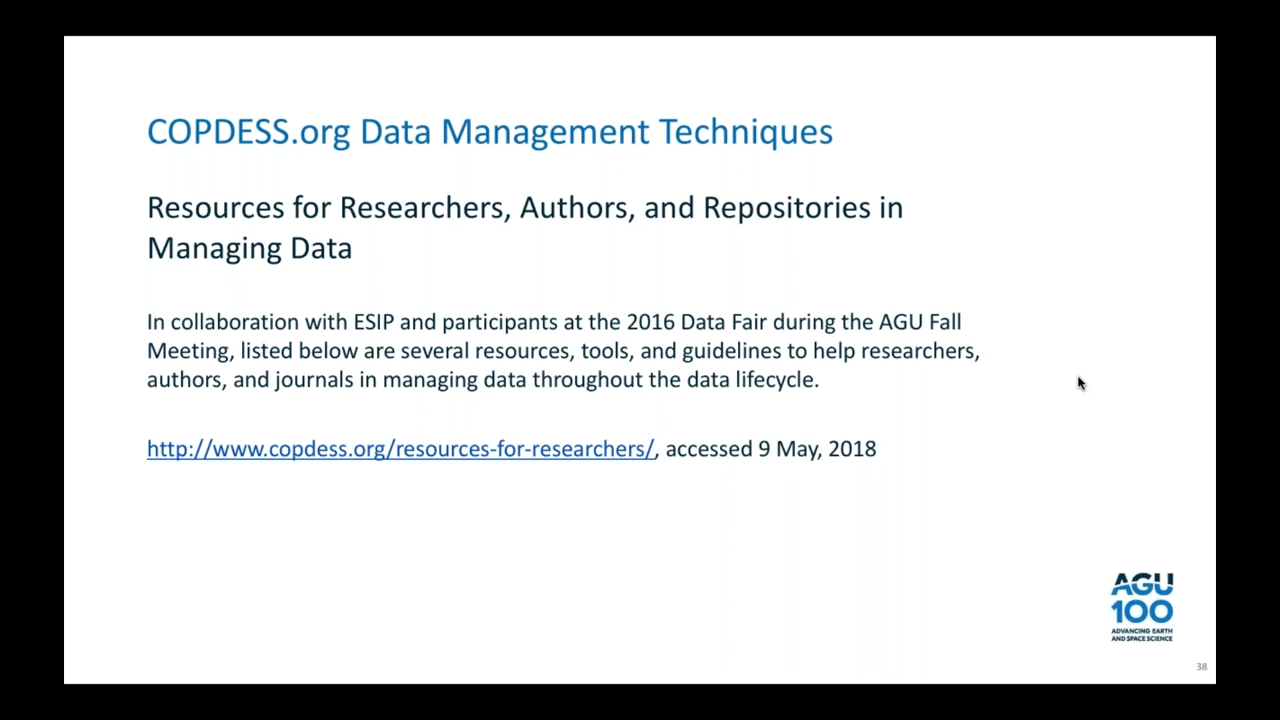 COPDESS.org Data Management Techniques
Resources for Researchers, Authors, and Repositories in
Managing Data
In collaboration with ESIP and participants at the 2016 Data Fair during the AGU Fall
Meeting, listed below are several resources, tools, and guidelines to help researchers,
authors, and journals in managing data throughout the data lifecycle.
http://www.copdess.org/resources-for-researchers/, accessed 9 May, 2018
AGU
100
ADVANCING EARTH
AND SPACE SCIENCE
38